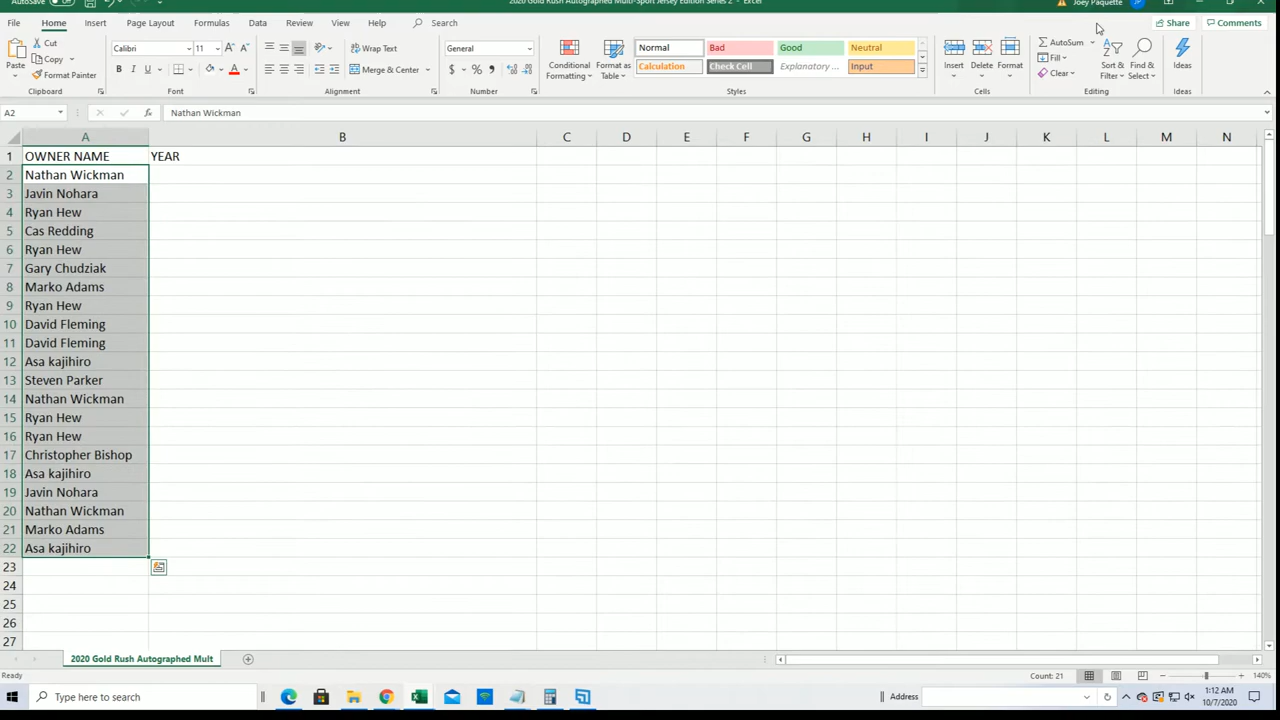 AutoSave
2020 Gold Rush Autographed Multi-Sport Jersey Edition Series 2 - Excel
Joey Paquette
File Home Insert Page Layout Formulas Data Review View Help Search
Share Comments
Paste Cut Copy Format Painter
Calibri 11
B I U A
Wrap Text
Merge & Center
General
$ % ,
Conditional Formatting
Format as Table
Normal Bad Good Neutral
Calculation Check Cell Explanatory ... Input
Insert Delete Format
AutoSum Fill Clear
Sort & Filter
Find & Select
Ideas
Clipboard Font Alignment Number Styles Cells Editing Ideas
A2 fx Nathan Wickman
A B C D E F G H I J K L M N
1 OWNER NAME YEAR
2 Nathan Wickman
3 Javin Nohara
4 Ryan Hew
5 Cas Redding
6 Ryan Hew
7 Gary Chudziak
8 Marko Adams
9 Ryan Hew
10 David Fleming
11 David Fleming
12 Asa kajihiro
13 Steven Parker
14 Nathan Wickman
15 Ryan Hew
16 Ryan Hew
17 Christopher Bishop
18 Asa kajihiro
19 Javin Nohara
20 Nathan Wickman
21 Marko Adams
22 Asa kajihiro
23
24
25
26
27
2020 Gold Rush Autographed Mult
Ready Count: 21 140%
Type here to search Address 1:12 AM
10/7/2020